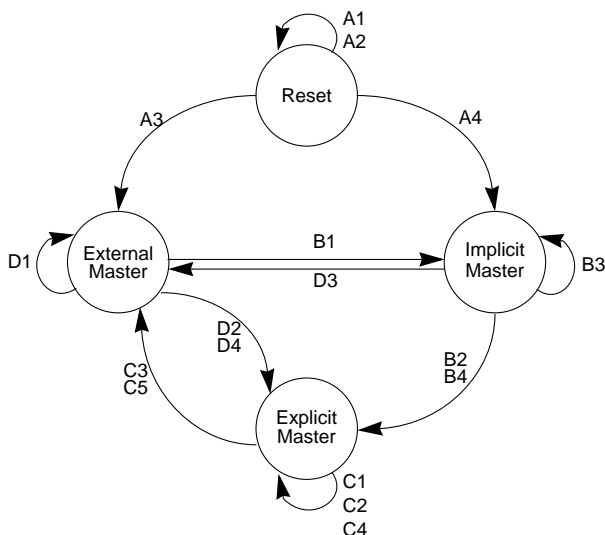 A1
A2
Reset
A3
A4
External
Master
Implicit
Master
D1
B1
B3
D3
D2
D4
B2
B4
C3
C5
Explicit
Master
C1
C2
C4